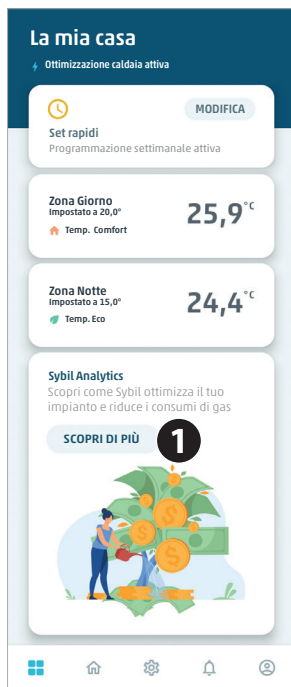 La mia casa
Ottimizzazione caldaia attiva
MODIFICA
Set rapidi
Programmazione settimanale attiva
Zona Giorno
Impostato a 20,0°
Temp. Comfort
25,9°C
Zona Notte
Impostato a 15,0°
Temp. Eco
24,4°C
Sybil Analytics
Scopri come Sybil ottimizza il tuo
impianto e riduce i consumi di gas
SCOPRI DI PIÙ
1
$
$
$
$